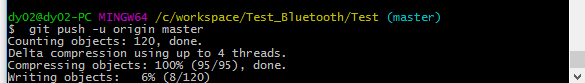 dy02@dy02-PC MINGW64 /c/workspace/Test_Bluetooth/Test (master)
$ git push -u origin master
Counting objects: 120, done.
Delta compression using up to 4 threads.
Compressing objects: 100% (95/95), done.
Writing objects:   6% (8/120)